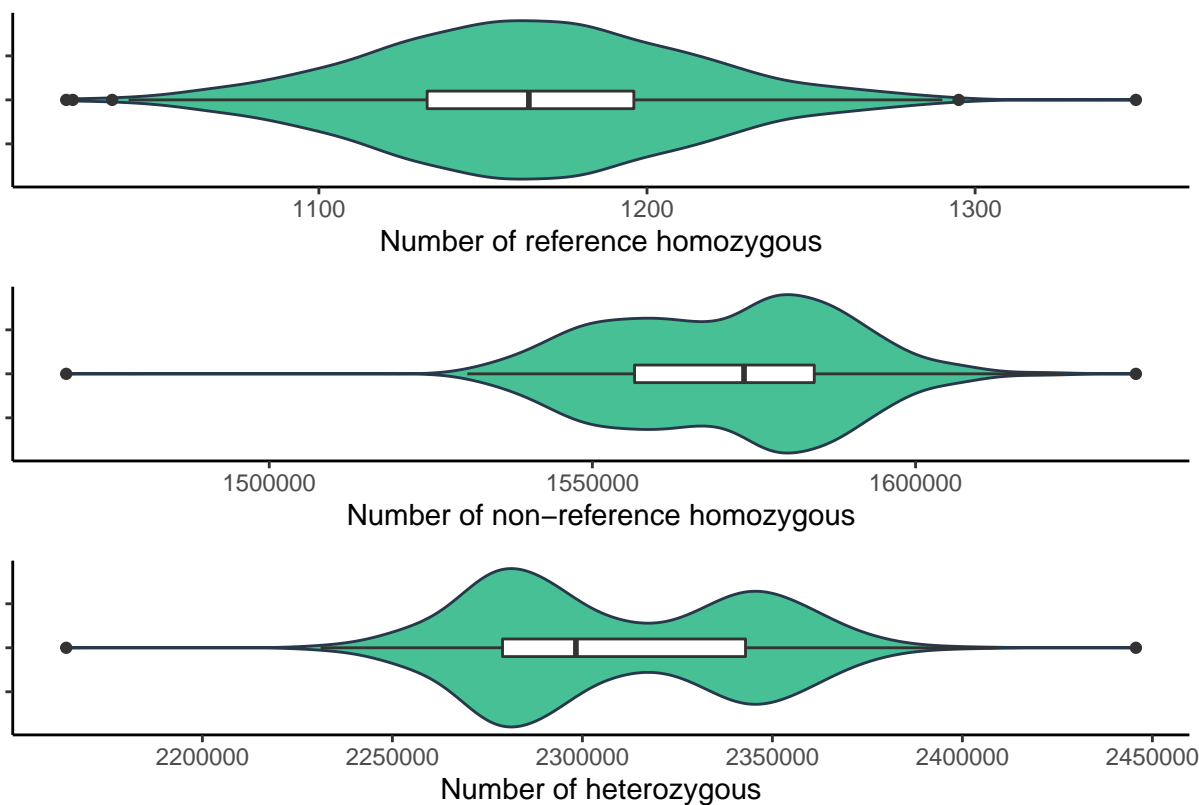 1100 1200 1300
Number of reference homozygous
1500000 1550000 1600000
Number of non−reference homozygous
2200000 2250000 2300000 2350000 2400000 2450000
Number of heterozygous